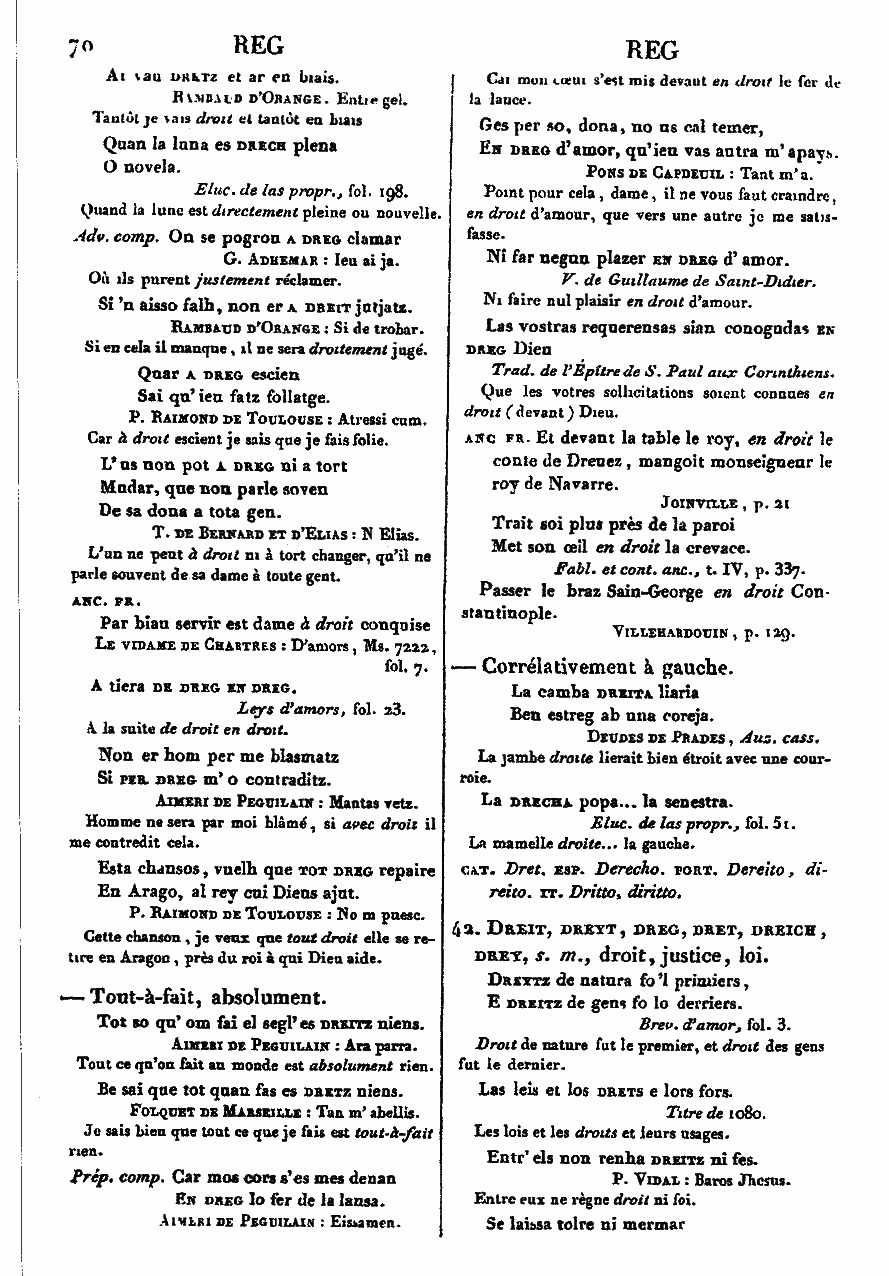 70 REG
Ai vau DRETZ et ar en biais.
RAMBAUD D'ORANGE. Entre gel.
Tantôt je vais droit et tantôt en biais
Quan la luna es DRECH plena
O novela.
Eluc. de las propr., fol. 198.
Quand la lune est directement pleine ou nouvelle.
Adv. comp. On se pogron A DREG clamar
G. ADHEMAR : Ieu ai ja.
Où ils purent justement réclamer.
Si 'n aisso falh, non er A DREIT jutjatz.
RAMBAUD D'ORANGE : Si de trobar.
Si en cela il manque, il ne sera droitement jugé.
Quar A DREG escien
Sai qu' ieu fatz follatge.
P. RAIMOND DE TOULOUSE : Atressi cum.
Car à droit escient je sais que je fais folie.
L' us non pot A DREG ni a tort
Mudar, que non parle soven
De sa dona a tota gen.
T. DE BERNARD ET D'ELIAS : N Elias.
L'un ne peut à droit ni à tort changer, qu'il ne
parle souvent de sa dame à toute gent.
ANC. FR.
Par bian servir est dame à droit conquise
LE VIDAME DE CHARTRES : D'amors, Ms. 7222,
fol. 7.
A tiera DE DREG EN DREG.
Leys d'amors, fol. 23.
A la suite de droit en droit.
Non er hom per me blasmatz
Si PER DREG m' o contraditz.
AIMERI DE PEGUILAIN : Mantas vetz.
Homme ne sera par moi blâmé, si avec droit il
me contredit cela.
Esta chansos, vuelh que TOT DREG repaire
En Arago, al rey cui Dieus ajut.
P. RAIMOND DE TOULOUSE : No m puesc.
Cette chanson, je veux que tout droit elle se re-
tire en Aragon, près du roi à qui Dieu aide.
— Tout-à-fait, absolument.
Tot so qu' om fai el segl' es DREITZ niens.
AIMERI DE PEGUILAIN : Ara parra.
Tout ce qu'on fait au monde est absolument rien.
Be sai que tot quan fas es DRETZ niens.
FOLQUET DE MARSEILLE : Tan m' abellis.
Je sais bien que tout ce que je fais est tout-à-fait
rien.
Prép. comp. Car mos cors s'es mes denan
EN DREG lo fer de la lansa.
AIMERI DE PEGUILAIN : Eissamen.
REG
Car mon cœur s'est mis devant en droit le fer de
la lance.
Ges per so, dona, no us cal temer,
EN DREG d'amor, qu'ieu vas autra m'apays.
PONS DE CAPDEUIL : Tant m'a.
Point pour cela, dame, il ne vous faut craindre,
en droit d'amour, que vers une autre je me satis-
fasse.
Ni far negun plazer EN DREG d' amor.
V. de Guillaume de Saint-Didier.
Ni faire nul plaisir en droit d'amour.
Las vostras requerensas sian conogudas EN
DREG Dieu
Trad. de l'Épître de S. Paul aux Corinthiens.
Que les votres sollicitations soient connues en
droit (devant) Dieu.
ANC FR. Et devant la table le roy, en droit le
conte de Dreuez, mangoit monseigneur le
roy de Navarre.
JOINVILLE, p. 21
Trait soi plus près de la paroi
Met son œil en droit la crevace.
Fabl. et cont. anc., t. IV, p. 337.
Passer le braz Sain-George en droit Con-
stantinople.
VILLEHARDOUIN, p. 129.
— Corrélativement à gauche.
La camba DREITA liaria
Ben estreg ab una coreja.
DEUDES DE PRADES, Auz. cass.
La jambe droite lierait bien étroit avec une cour-
roie.
La DRECHA popa... la senestra.
Eluc. de las propr., fol. 51.
La mamelle droite... la gauche.
CAT. Dret. ESP. Derecho. PORT. Dereito, di-
reito. IT. Dritto, diritto.
42. DREIT, DREYT, DREG, DRET, DREICH,
DREY, s. m., droit, justice, loi.
DREYTZ de natura fo 'l primiers,
E DREITZ de gens fo lo derriers.
Brev. d'amor, fol. 3.
Droit de nature fut le premier, et droit des gens
fut le dernier.
Las leis et los DRETS e lors fors.
Titre de 1080.
Les lois et les droits et leurs usages.
Entr' els non renha DREITZ ni fes.
P. VIDAL : Baros Jhesus.
Entre eux ne règne droit ni foi.
Se laissa tolre ni mermar